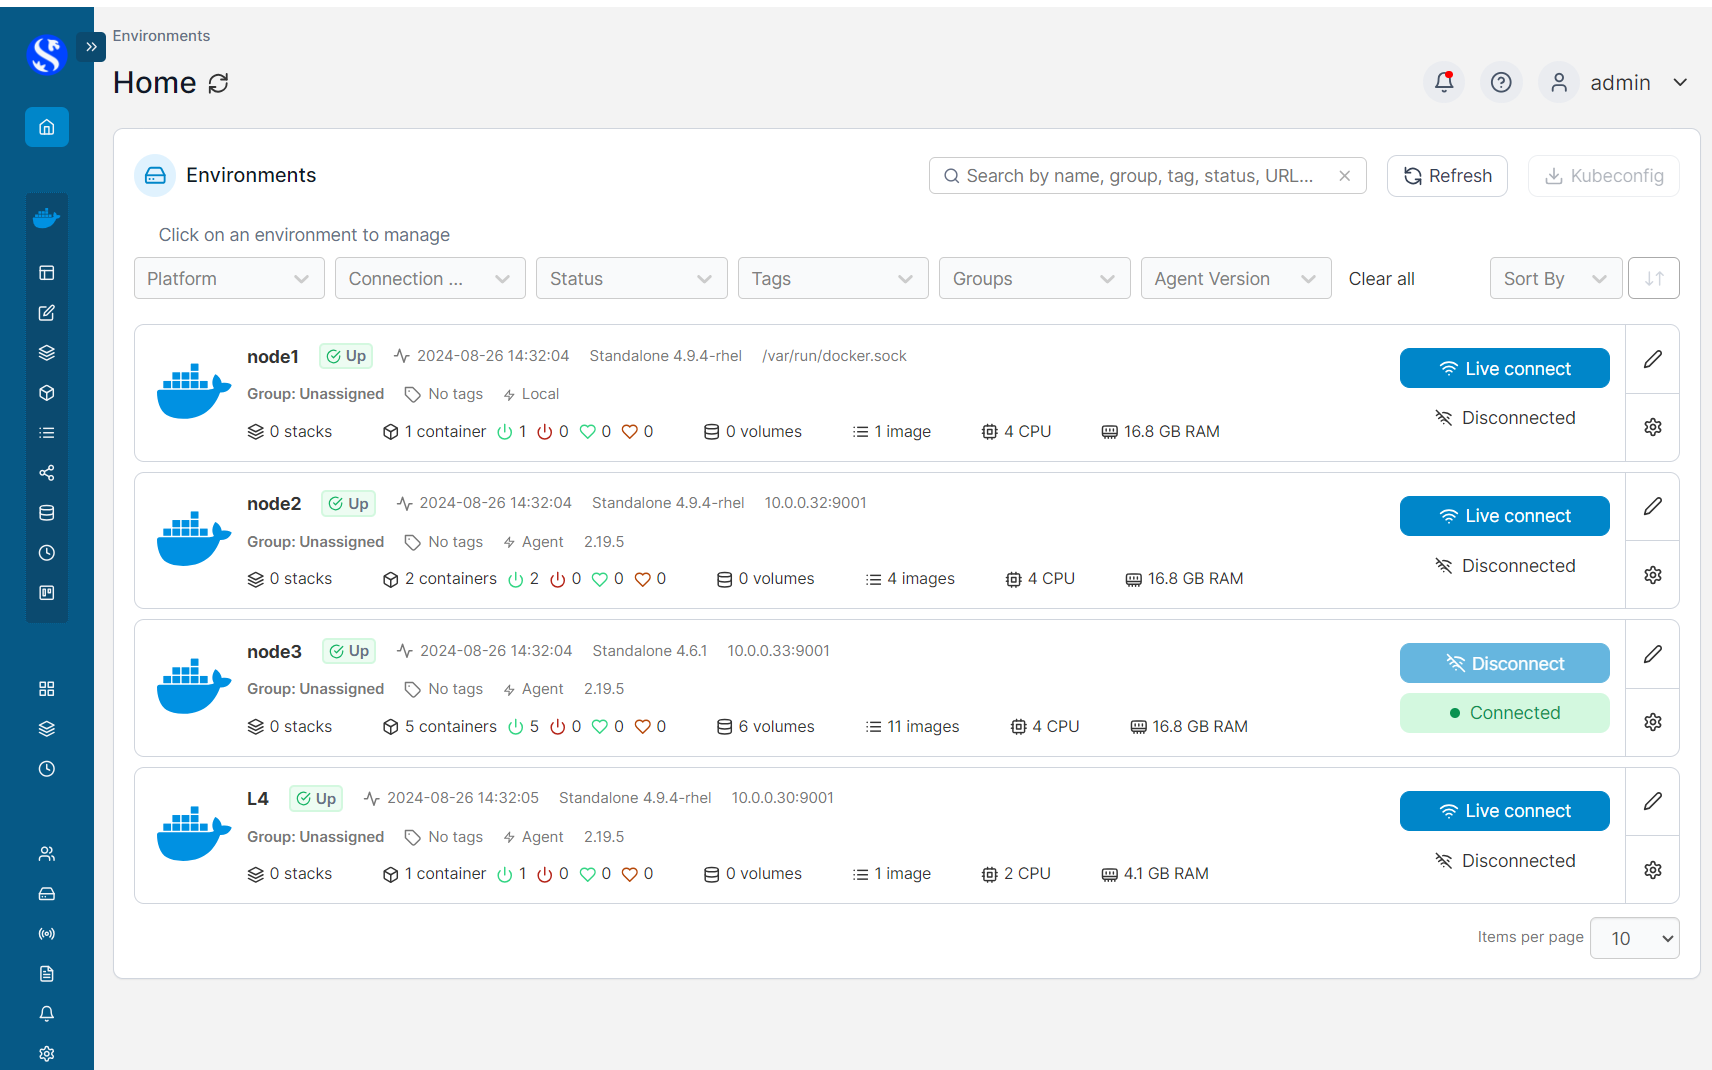 Environments
Home
admin
Environments
Search by name, group, tag, status, URL...
Refresh
Kubeconfig
Click on an environment to manage
Platform
Connection ...
Status
Tags
Groups
Agent Version
Clear all
Sort By
node1 Up 2024-08-26 14:32:04 Standalone 4.9.4-rhel /var/run/docker.sock
Live connect
Group: Unassigned No tags Local
Disconnected
0 stacks 1 container 1 0 0 0 0 volumes 1 image 4 CPU 16.8 GB RAM
node2 Up 2024-08-26 14:32:04 Standalone 4.9.4-rhel 10.0.0.32:9001
Live connect
Group: Unassigned No tags Agent 2.19.5
Disconnected
0 stacks 2 containers 2 0 0 0 0 volumes 4 images 4 CPU 16.8 GB RAM
node3 Up 2024-08-26 14:32:04 Standalone 4.6.1 10.0.0.33:9001
Disconnect
Group: Unassigned No tags Agent 2.19.5
Connected
0 stacks 5 containers 5 0 0 0 6 volumes 11 images 4 CPU 16.8 GB RAM
L4 Up 2024-08-26 14:32:05 Standalone 4.9.4-rhel 10.0.0.30:9001
Live connect
Group: Unassigned No tags Agent 2.19.5
Disconnected
0 stacks 1 container 1 0 0 0 0 volumes 1 image 2 CPU 4.1 GB RAM
Items per page 10